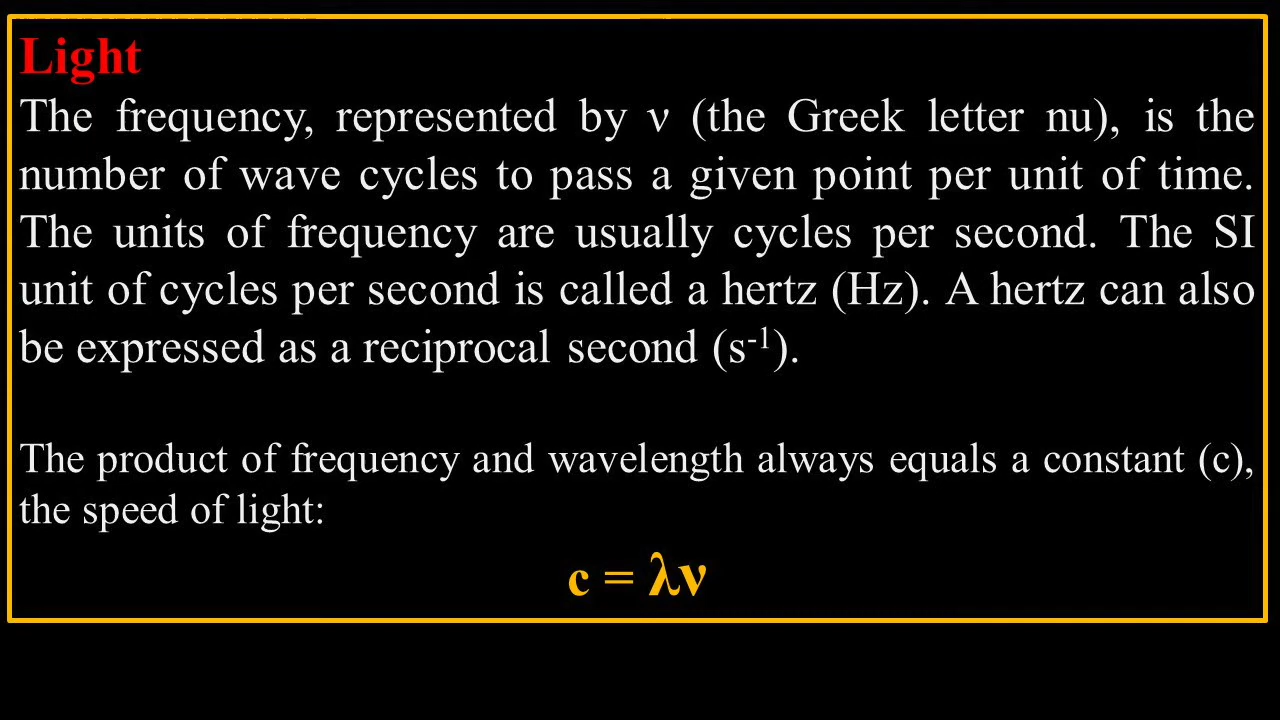 Light
The frequency, represented by ν (the Greek letter nu), is the
number of wave cycles to pass a given point per unit of time.
The units of frequency are usually cycles per second. The SI
unit of cycles per second is called a hertz (Hz). A hertz can also
be expressed as a reciprocal second (s⁻¹).
The product of frequency and wavelength always equals a constant (c),
the speed of light:
c = λν